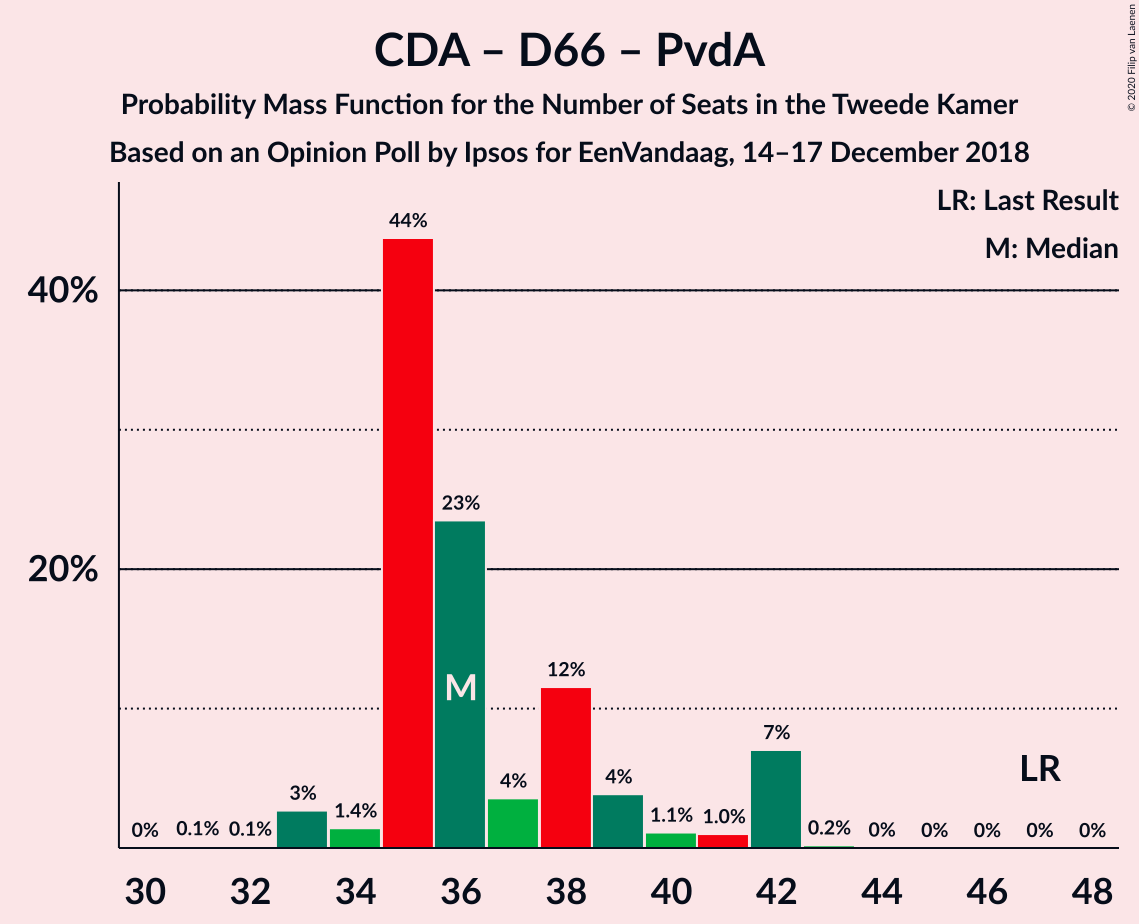 CDA – D66 – PvdA
Probability Mass Function for the Number of Seats in the Tweede Kamer
Based on an Opinion Poll by Ipsos for EenVandaag, 14–17 December 2018
© 2020 Filip van Laenen
LR: Last Result
M: Median
40%
20%
0%
0.1%
0.1%
3%
1.4%
44%
23%
4%
12%
4%
1.1%
1.0%
7%
0.2%
0%
0%
0%
0%
0%
M
LR
30 32 34 36 38 40 42 44 46 48